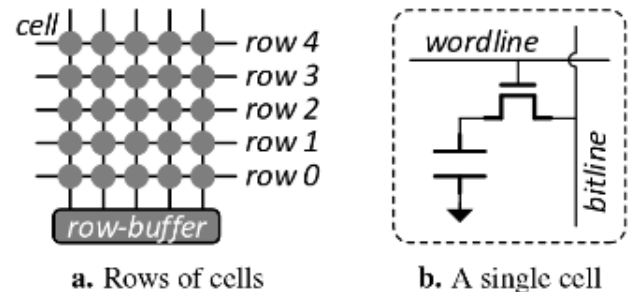 cell
row 4
row 3
row 2
row 1
row 0
row-buffer
a. Rows of cells
wordline
bitline
b. A single cell